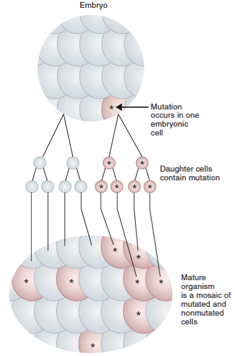 Embryo
Mutation
occurs in one
embryonic
cell
Daughter cells
contain mutation
Mature
organism
is a mosaic of
mutated and
nonmutated
cells